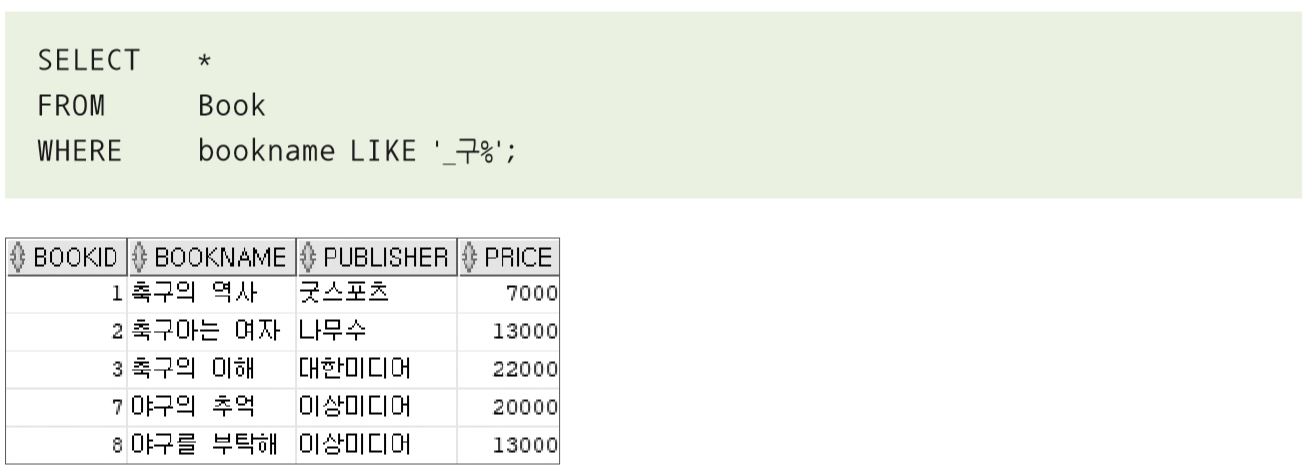 SELECT *
FROM Book
WHERE bookname LIKE '_구%';
BOOKID BOOKNAME PUBLISHER PRICE
1 축구의 역사 굿스포츠 7000
2 축구아는 여자 나무수 13000
3 축구의 이해 대한미디어 22000
7 야구의 추억 이상미디어 20000
8 야구를 부탁해 이상미디어 13000